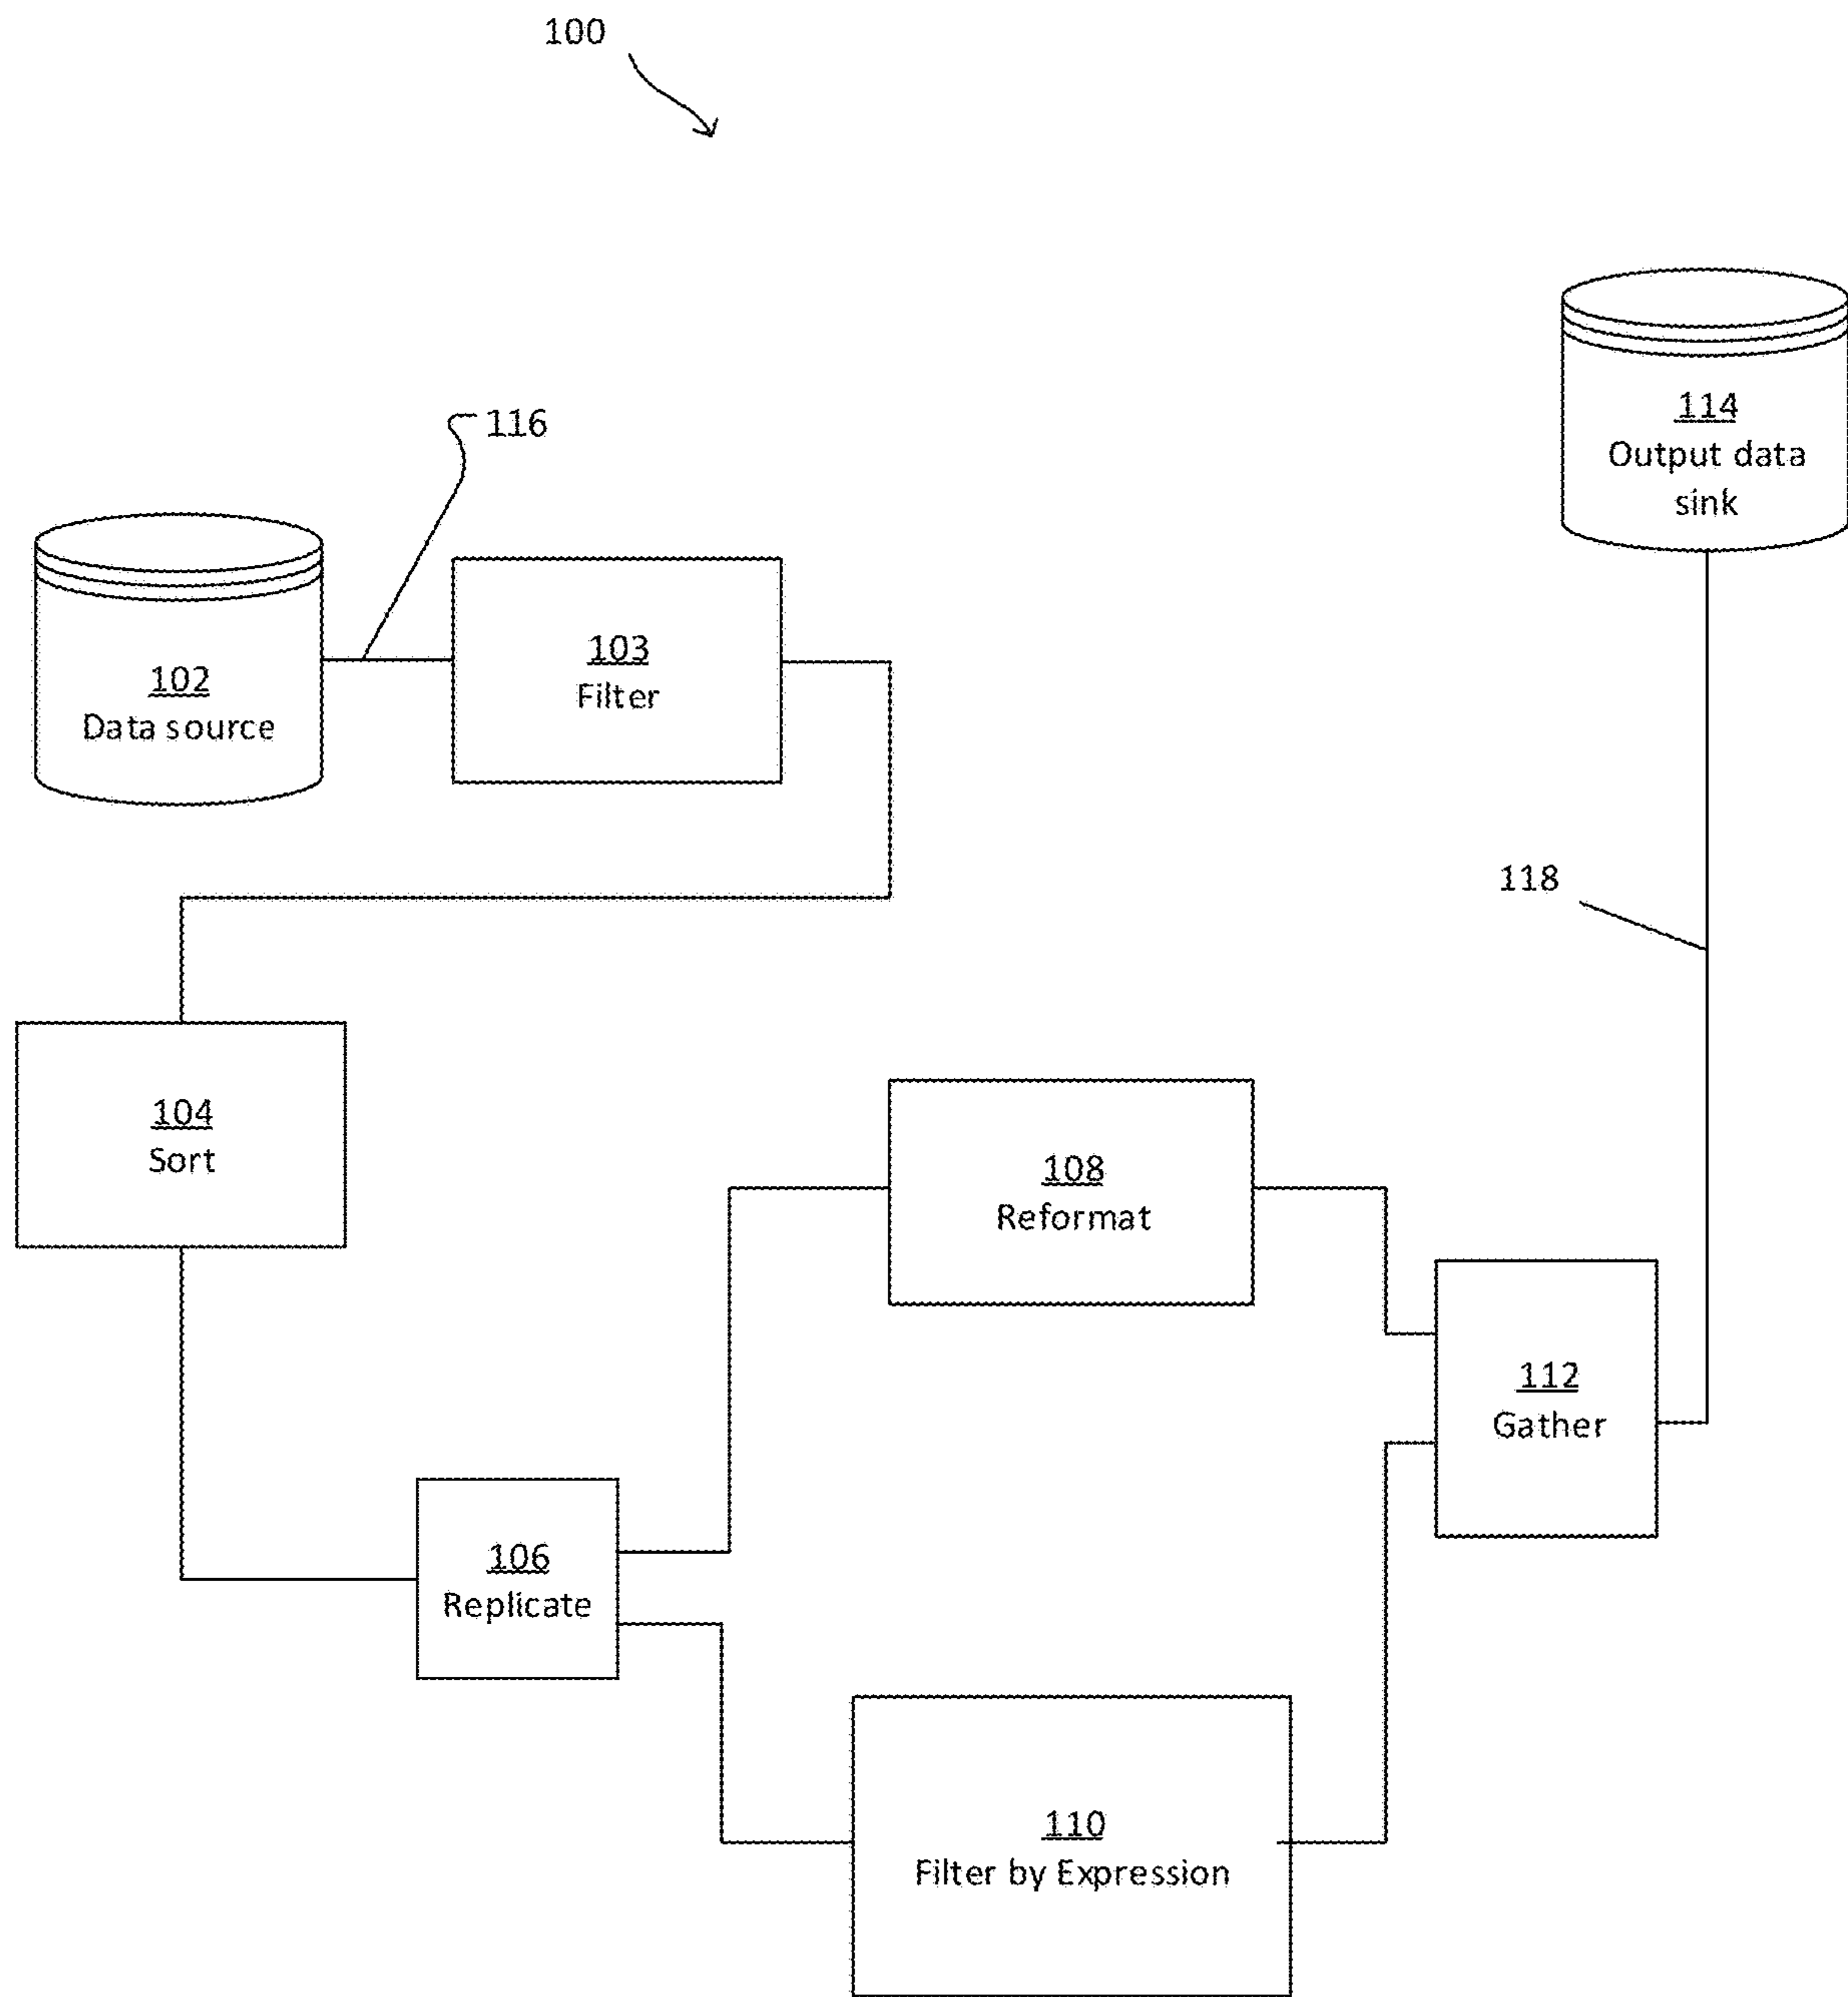 100
114
Output data
sink
116
103
Filter
102
Data source
118
104
Sort
108
Reformat
112
Gather
106
Replicate
110
Filter by Expression